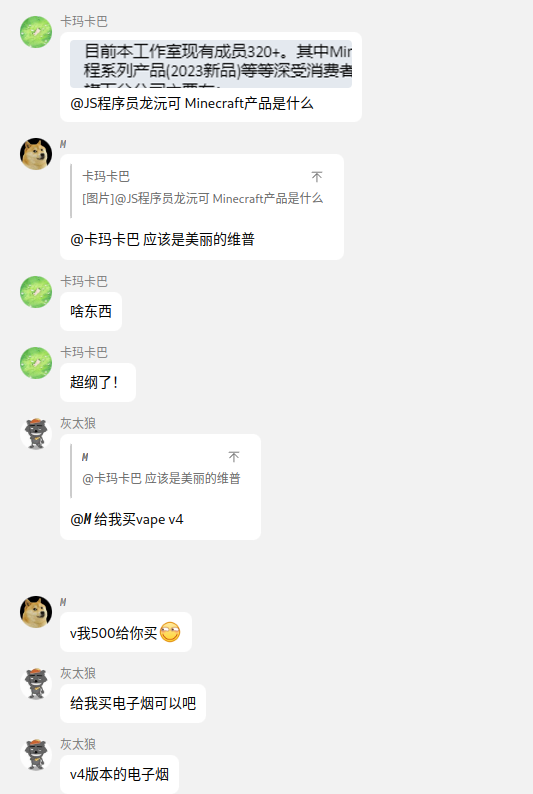 卡玛卡巴
目前本工作室现有成员320+。其中Min
程系列产品(2023新品)等等深受消费者
@JS程序员龙沅可 Minecraft产品是什么
M
卡玛卡巴
[图片]@JS程序员龙沅可 Minecraft产品是什么
@卡玛卡巴 应该是美丽的维普
卡玛卡巴
啥东西
卡玛卡巴
超纲了！
灰太狼
M
@卡玛卡巴 应该是美丽的维普
@M 给我买vape v4
M
v我500给你买
灰太狼
给我买电子烟可以吧
灰太狼
v4版本的电子烟